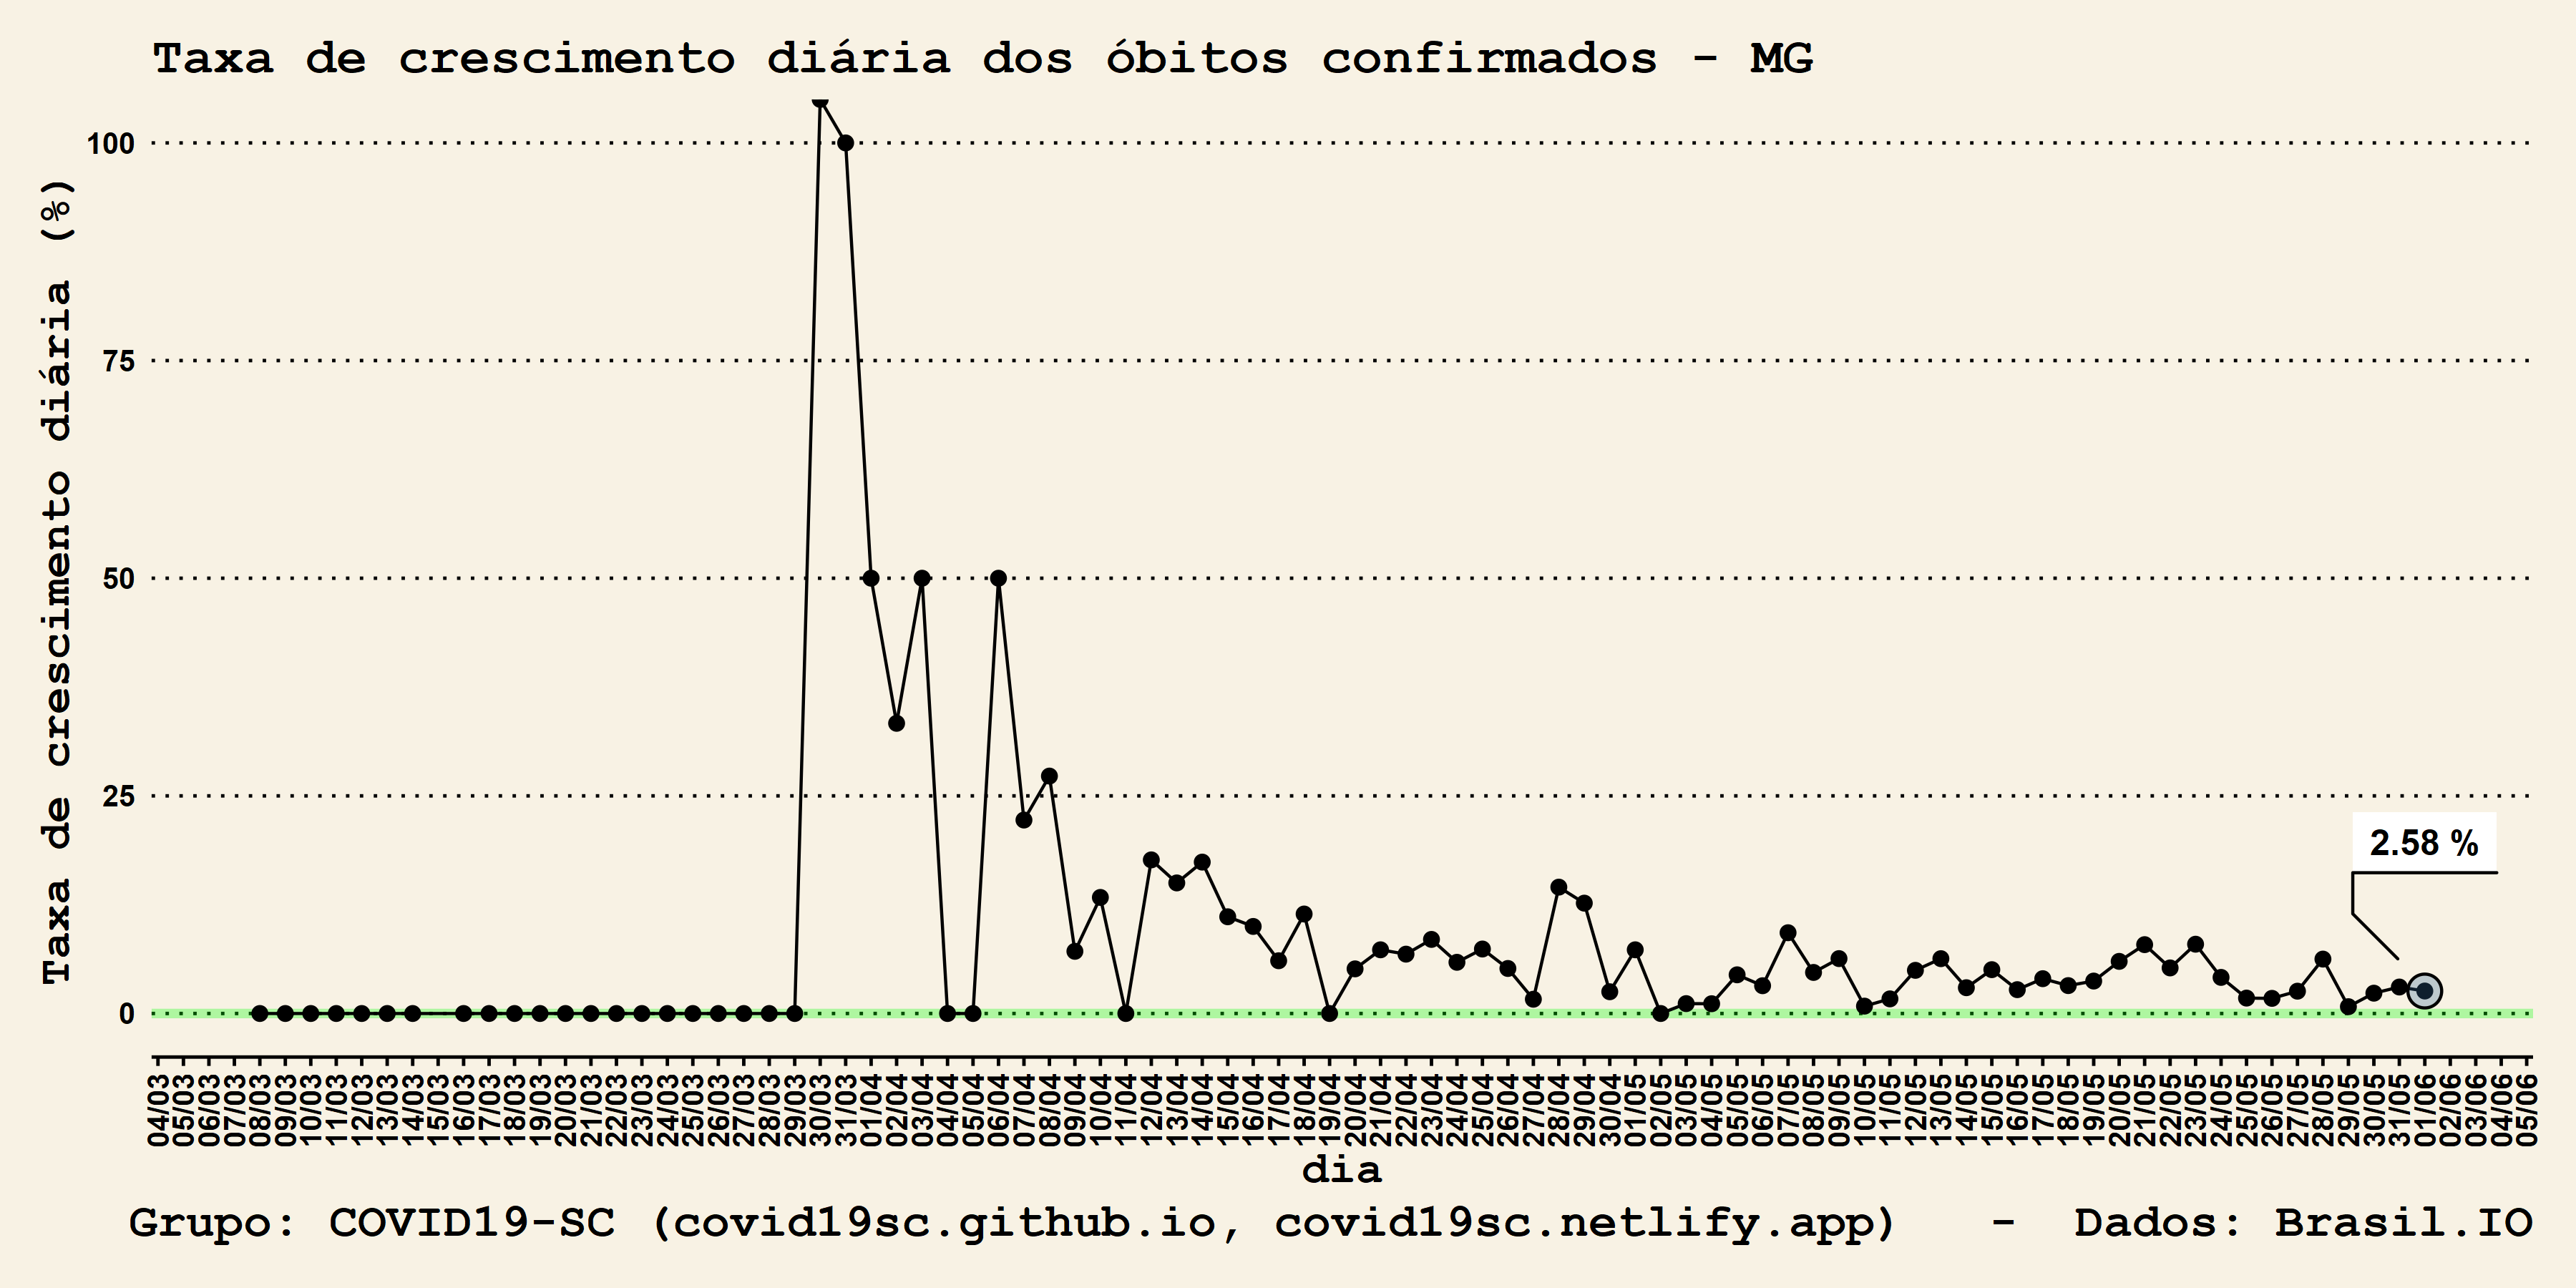 Taxa de crescimento diária dos óbitos confirmados - MG
Taxa de crescimento diária (%)
100
75
50
25
0
2.58 %
04/03 05/03 06/03 07/03 08/03 09/03 10/03 11/03 12/03 13/03 14/03 15/03 16/03 17/03 18/03 19/03 20/03 21/03 22/03 23/03 24/03 25/03 26/03 27/03 28/03 29/03 30/03 31/03 01/04 02/04 03/04 04/04 05/04 06/04 07/04 08/04 09/04 10/04 11/04 12/04 13/04 14/04 15/04 16/04 17/04 18/04 19/04 20/04 21/04 22/04 23/04 24/04 25/04 26/04 27/04 28/04 29/04 30/04 01/05 02/05 03/05 04/05 05/05 06/05 07/05 08/05 09/05 10/05 11/05 12/05 13/05 14/05 15/05 16/05 17/05 18/05 19/05 20/05 21/05 22/05 23/05 24/05 25/05 26/05 27/05 28/05 29/05 30/05 31/05 01/06 02/06 03/06 04/06 05/06
dia
Grupo: COVID19-SC (covid19sc.github.io, covid19sc.netlify.app) - Dados: Brasil.IO